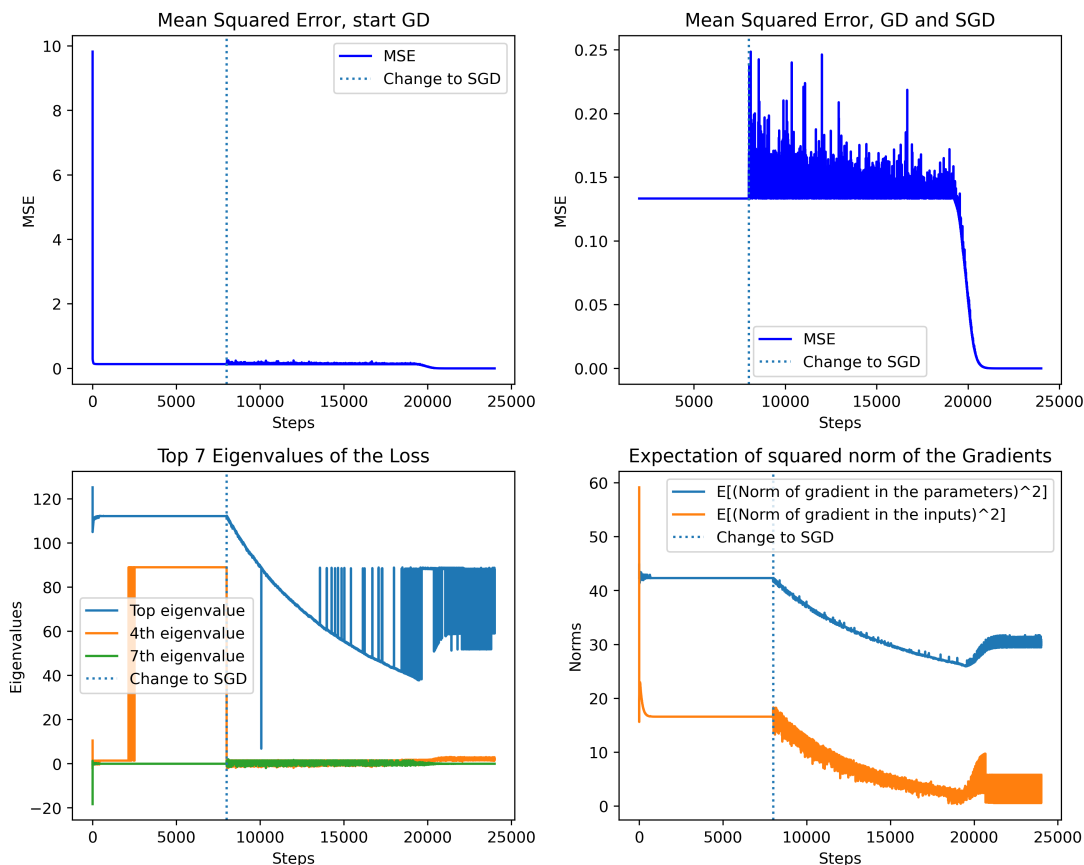 Mean Squared Error, start GD
10
8
6
4
2
0
MSE
MSE
Change to SGD
0
5000
10000
15000
20000
25000
Steps
Mean Squared Error, GD and SGD
0.25
0.20
0.15
0.10
0.05
0.00
MSE
MSE
Change to SGD
5000
10000
15000
20000
25000
Steps
Top 7 Eigenvalues of the Loss
120
100
80
60
40
20
0
−20
Eigenvalues
Top eigenvalue
4th eigenvalue
7th eigenvalue
Change to SGD
0
5000
10000
15000
20000
25000
Steps
Expectation of squared norm of the Gradients
60
50
40
30
20
10
0
Norms
E[(Norm of gradient in the parameters)^2]
E[(Norm of gradient in the inputs)^2]
Change to SGD
0
5000
10000
15000
20000
25000
Steps